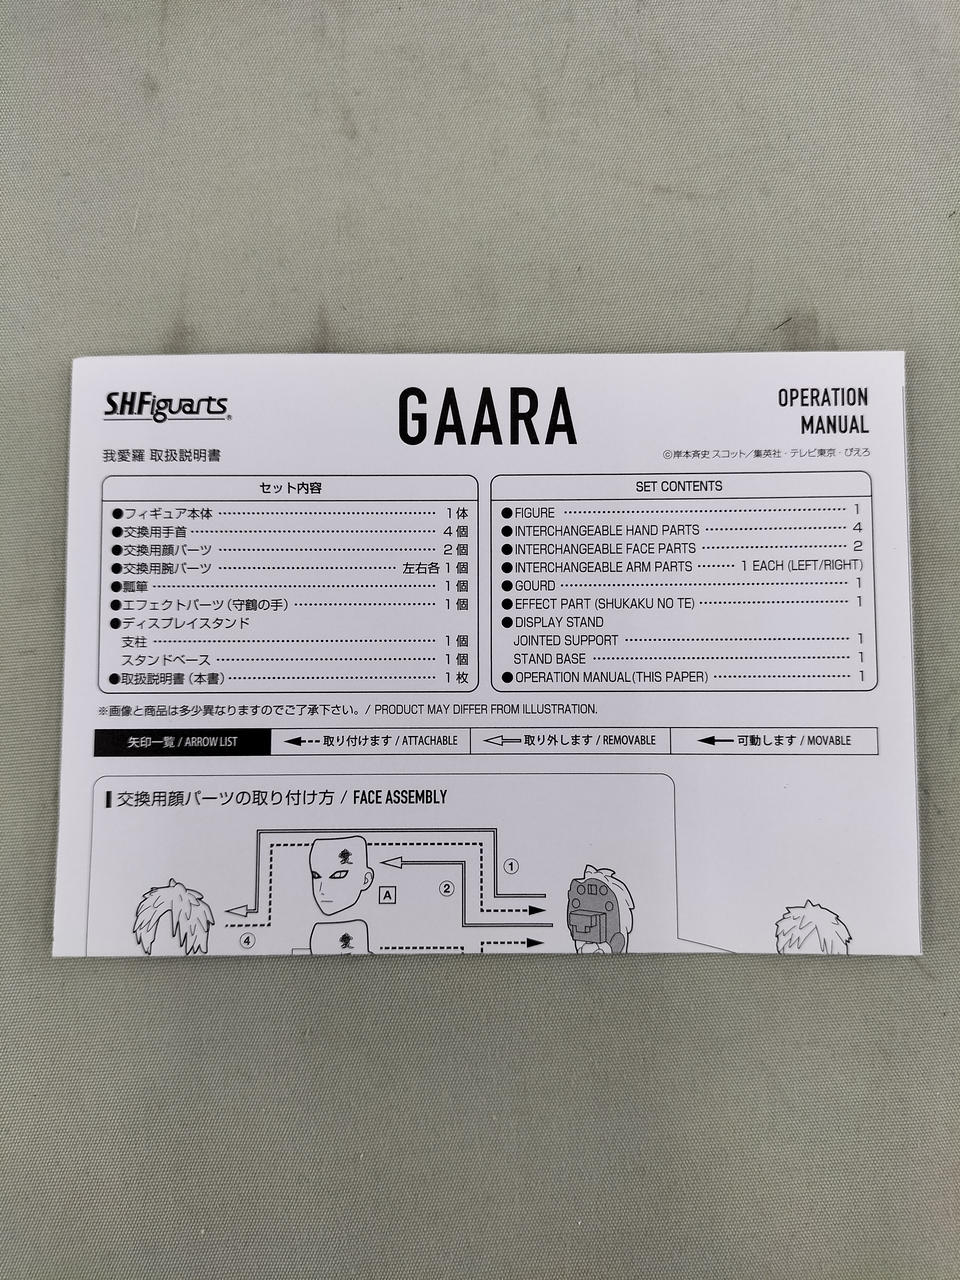 S.H.Figuarts®
GAARA
OPERATION
MANUAL
我愛羅 取扱説明書
©岸本斉史 スコット／集英社・テレビ東京・ぴえろ
セット内容
●フィギュア本体 1体
●交換用手首 4個
●交換用顔パーツ 2個
●交換用腕パーツ 左右各1個
●瓢箪 1個
●エフェクトパーツ（守鶴の手） 1個
●ディスプレイスタンド
支柱 1個
スタンドベース 1個
●取扱説明書（本書） 1枚
SET CONTENTS
●FIGURE 1
●INTERCHANGEABLE HAND PARTS 4
●INTERCHANGEABLE FACE PARTS 2
●INTERCHANGEABLE ARM PARTS 1 EACH (LEFT/RIGHT)
●GOURD 1
●EFFECT PART (SHUKAKU NO TE) 1
●DISPLAY STAND
JOINTED SUPPORT 1
STAND BASE 1
●OPERATION MANUAL(THIS PAPER) 1
※画像と商品は多少異なりますのでご了承下さい。/ PRODUCT MAY DIFFER FROM ILLUSTRATION.
矢印一覧 / ARROW LIST
取り付けます / ATTACHABLE
取り外します / REMOVABLE
可動します / MOVABLE
交換用顔パーツの取り付け方 / FACE ASSEMBLY
愛
①
A
②
④
愛